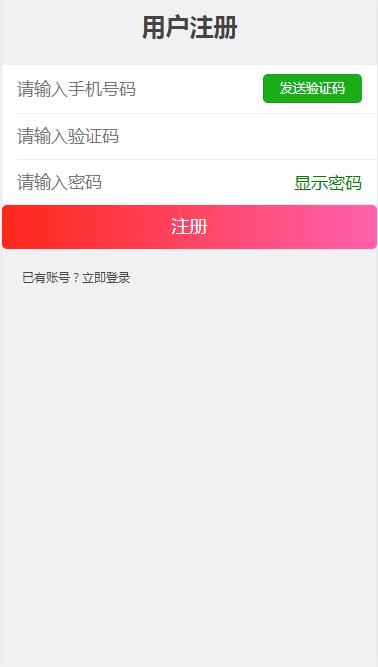 用户注册
请输入手机号码 发送验证码
请输入验证码
请输入密码 显示密码
注册
已有账号？立即登录